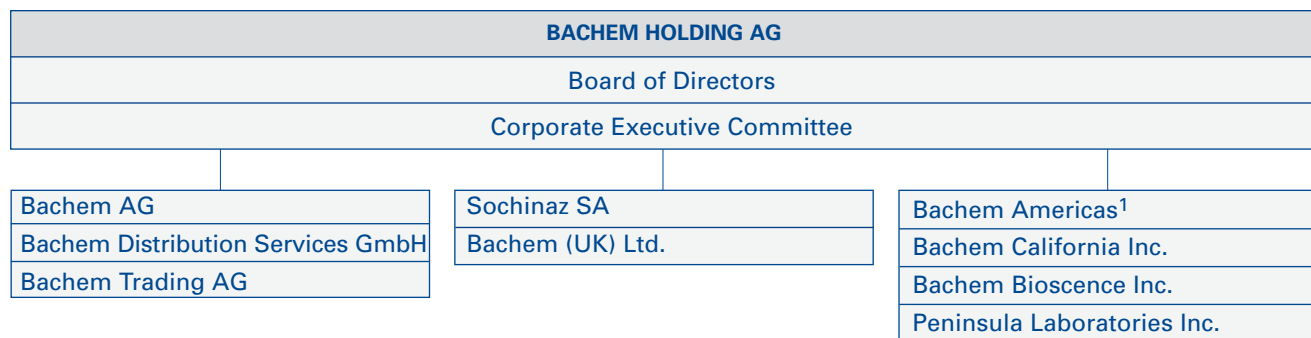 BACHEM HOLDING AG
Board of Directors
Corporate Executive Committee
Bachem AG
Bachem Distribution Services GmbH
Bachem Trading AG
Sochinaz SA
Bachem (UK) Ltd.
Bachem Americas¹
Bachem California Inc.
Bachem Bioscence Inc.
Peninsula Laboratories Inc.